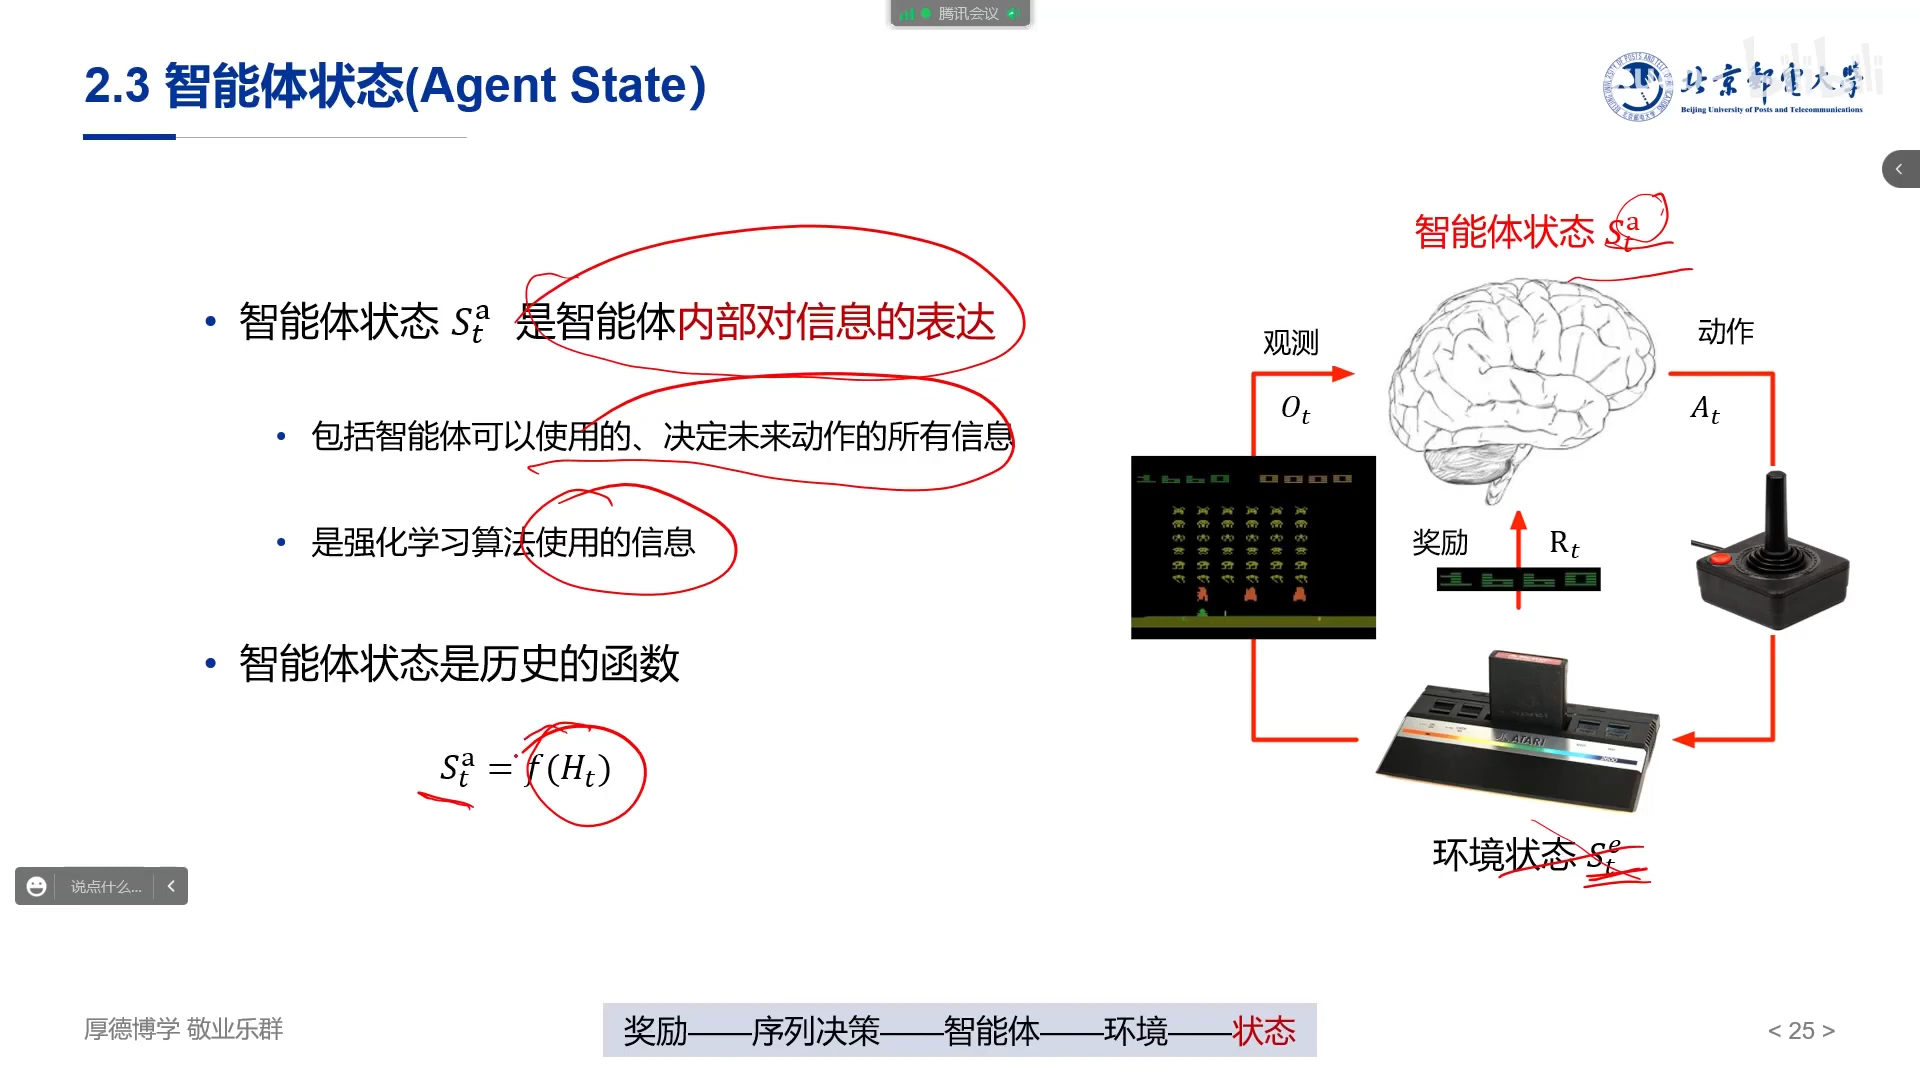 腾讯会议
2.3 智能体状态(Agent State）
北京邮电大学
Beijing University of Posts and Telecommunications
智能体状态 Sₜᵃ
• 智能体状态 Sₜᵃ 是智能体内部对信息的表达
观测
Oₜ
动作
Aₜ
• 包括智能体可以使用的、决定未来动作的所有信息
1660 0000
• 是强化学习算法使用的信息
奖励 Rₜ
1660
• 智能体状态是历史的函数
Sₜᵃ = f(Hₜ)
ATARI
2600
环境状态 Sₜᵉ
说点什么...
厚德博学 敬业乐群
奖励——序列决策——智能体——环境——状态
< 25 >